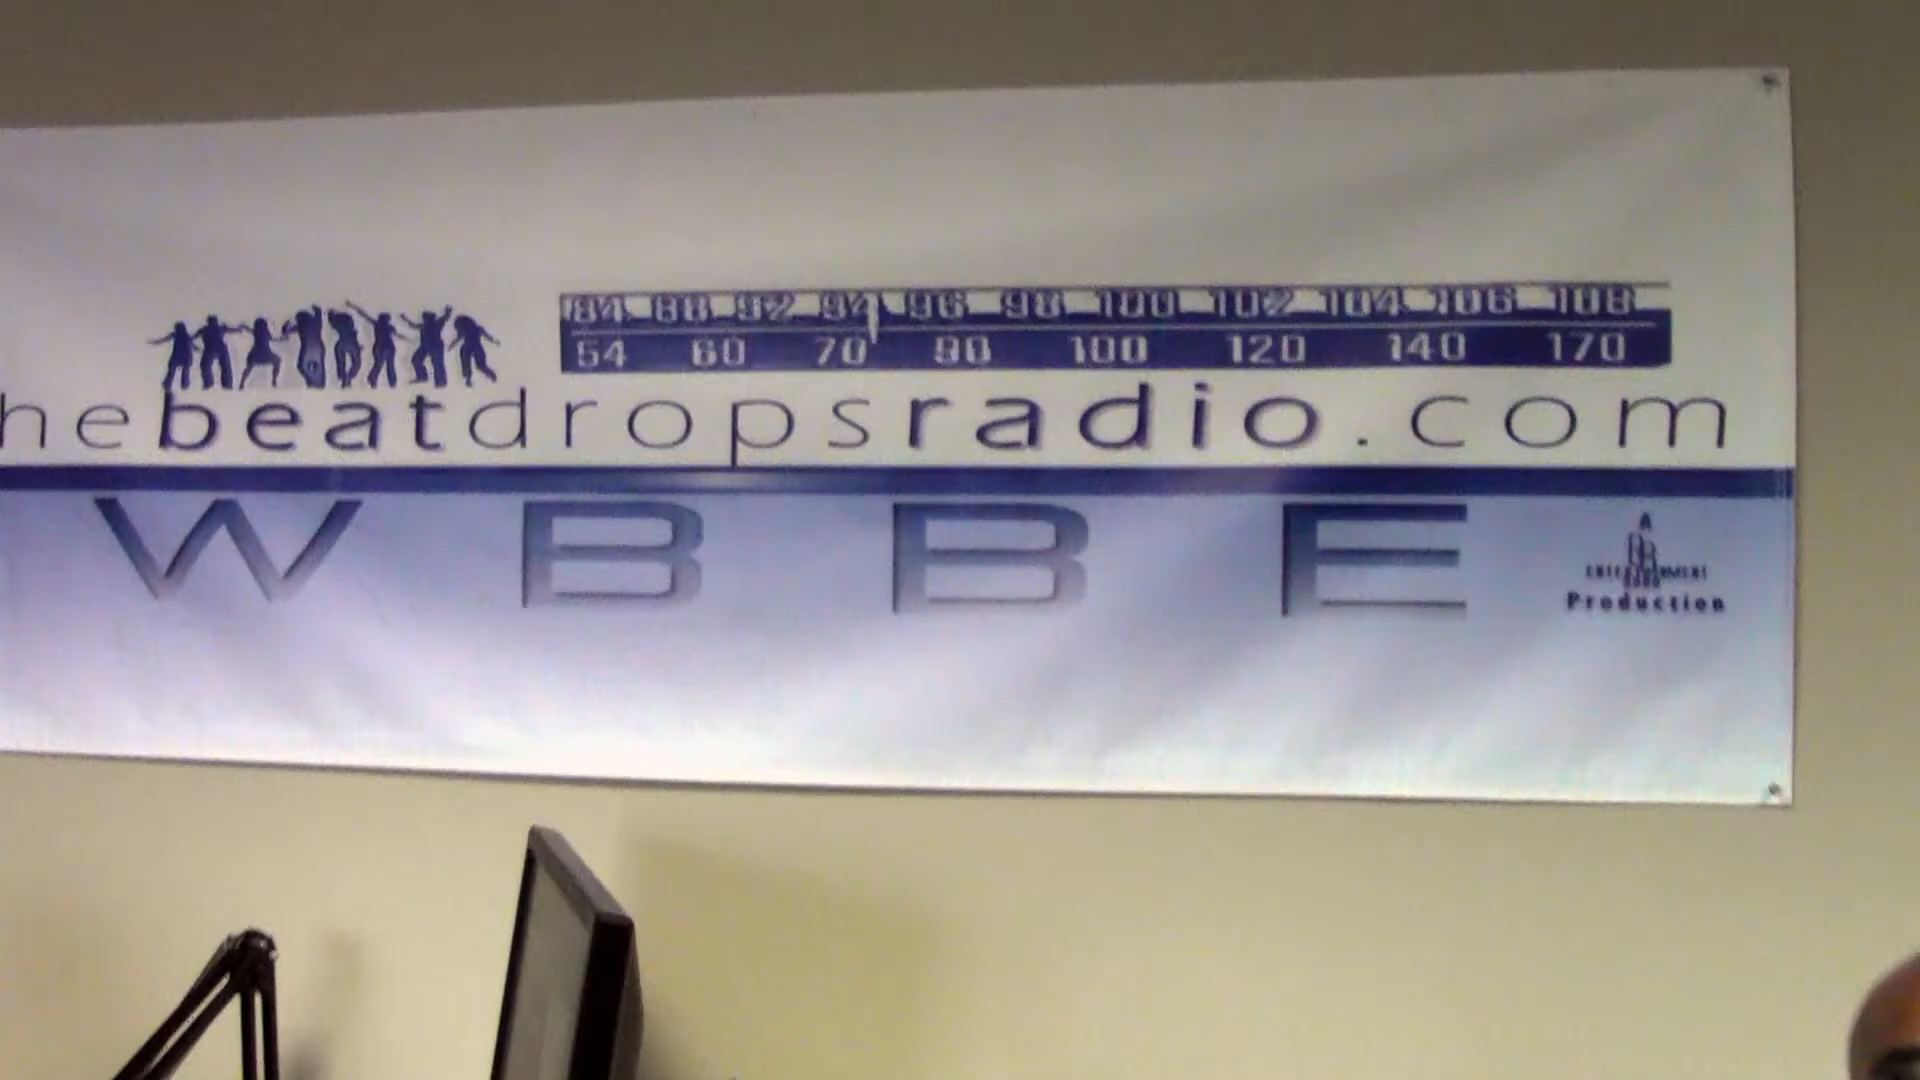 84 88 92 94 96 98 100 102 104 106 108
54 60 70 90 100 120 140 170
hebeatdropsradio.com
W B B E
A
Production